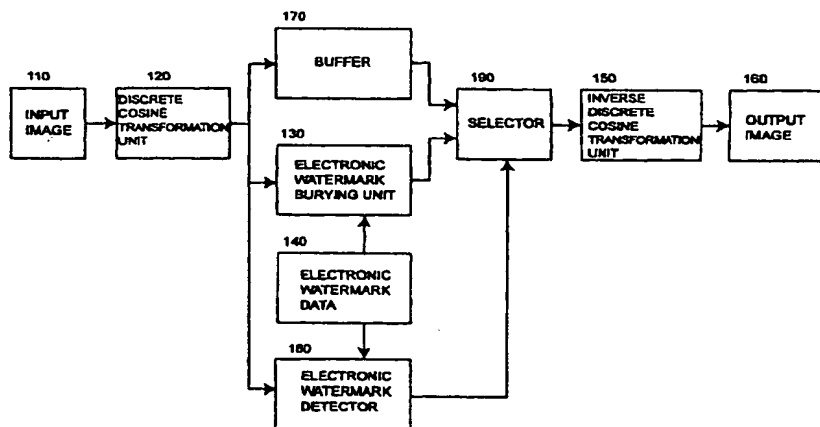 170
BUFFER
110
INPUT
IMAGE
120
DISCRETE
COSINE
TRANSFORMATION
UNIT
130
ELECTRONIC
WATERMARK
BURYING UNIT
140
ELECTRONIC
WATERMARK
DATA
180
ELECTRONIC
WATERMARK
DETECTOR
190
SELECTOR
150
INVERSE
DISCRETE
COSINE
TRANSFORMATION
UNIT
160
OUTPUT
IMAGE